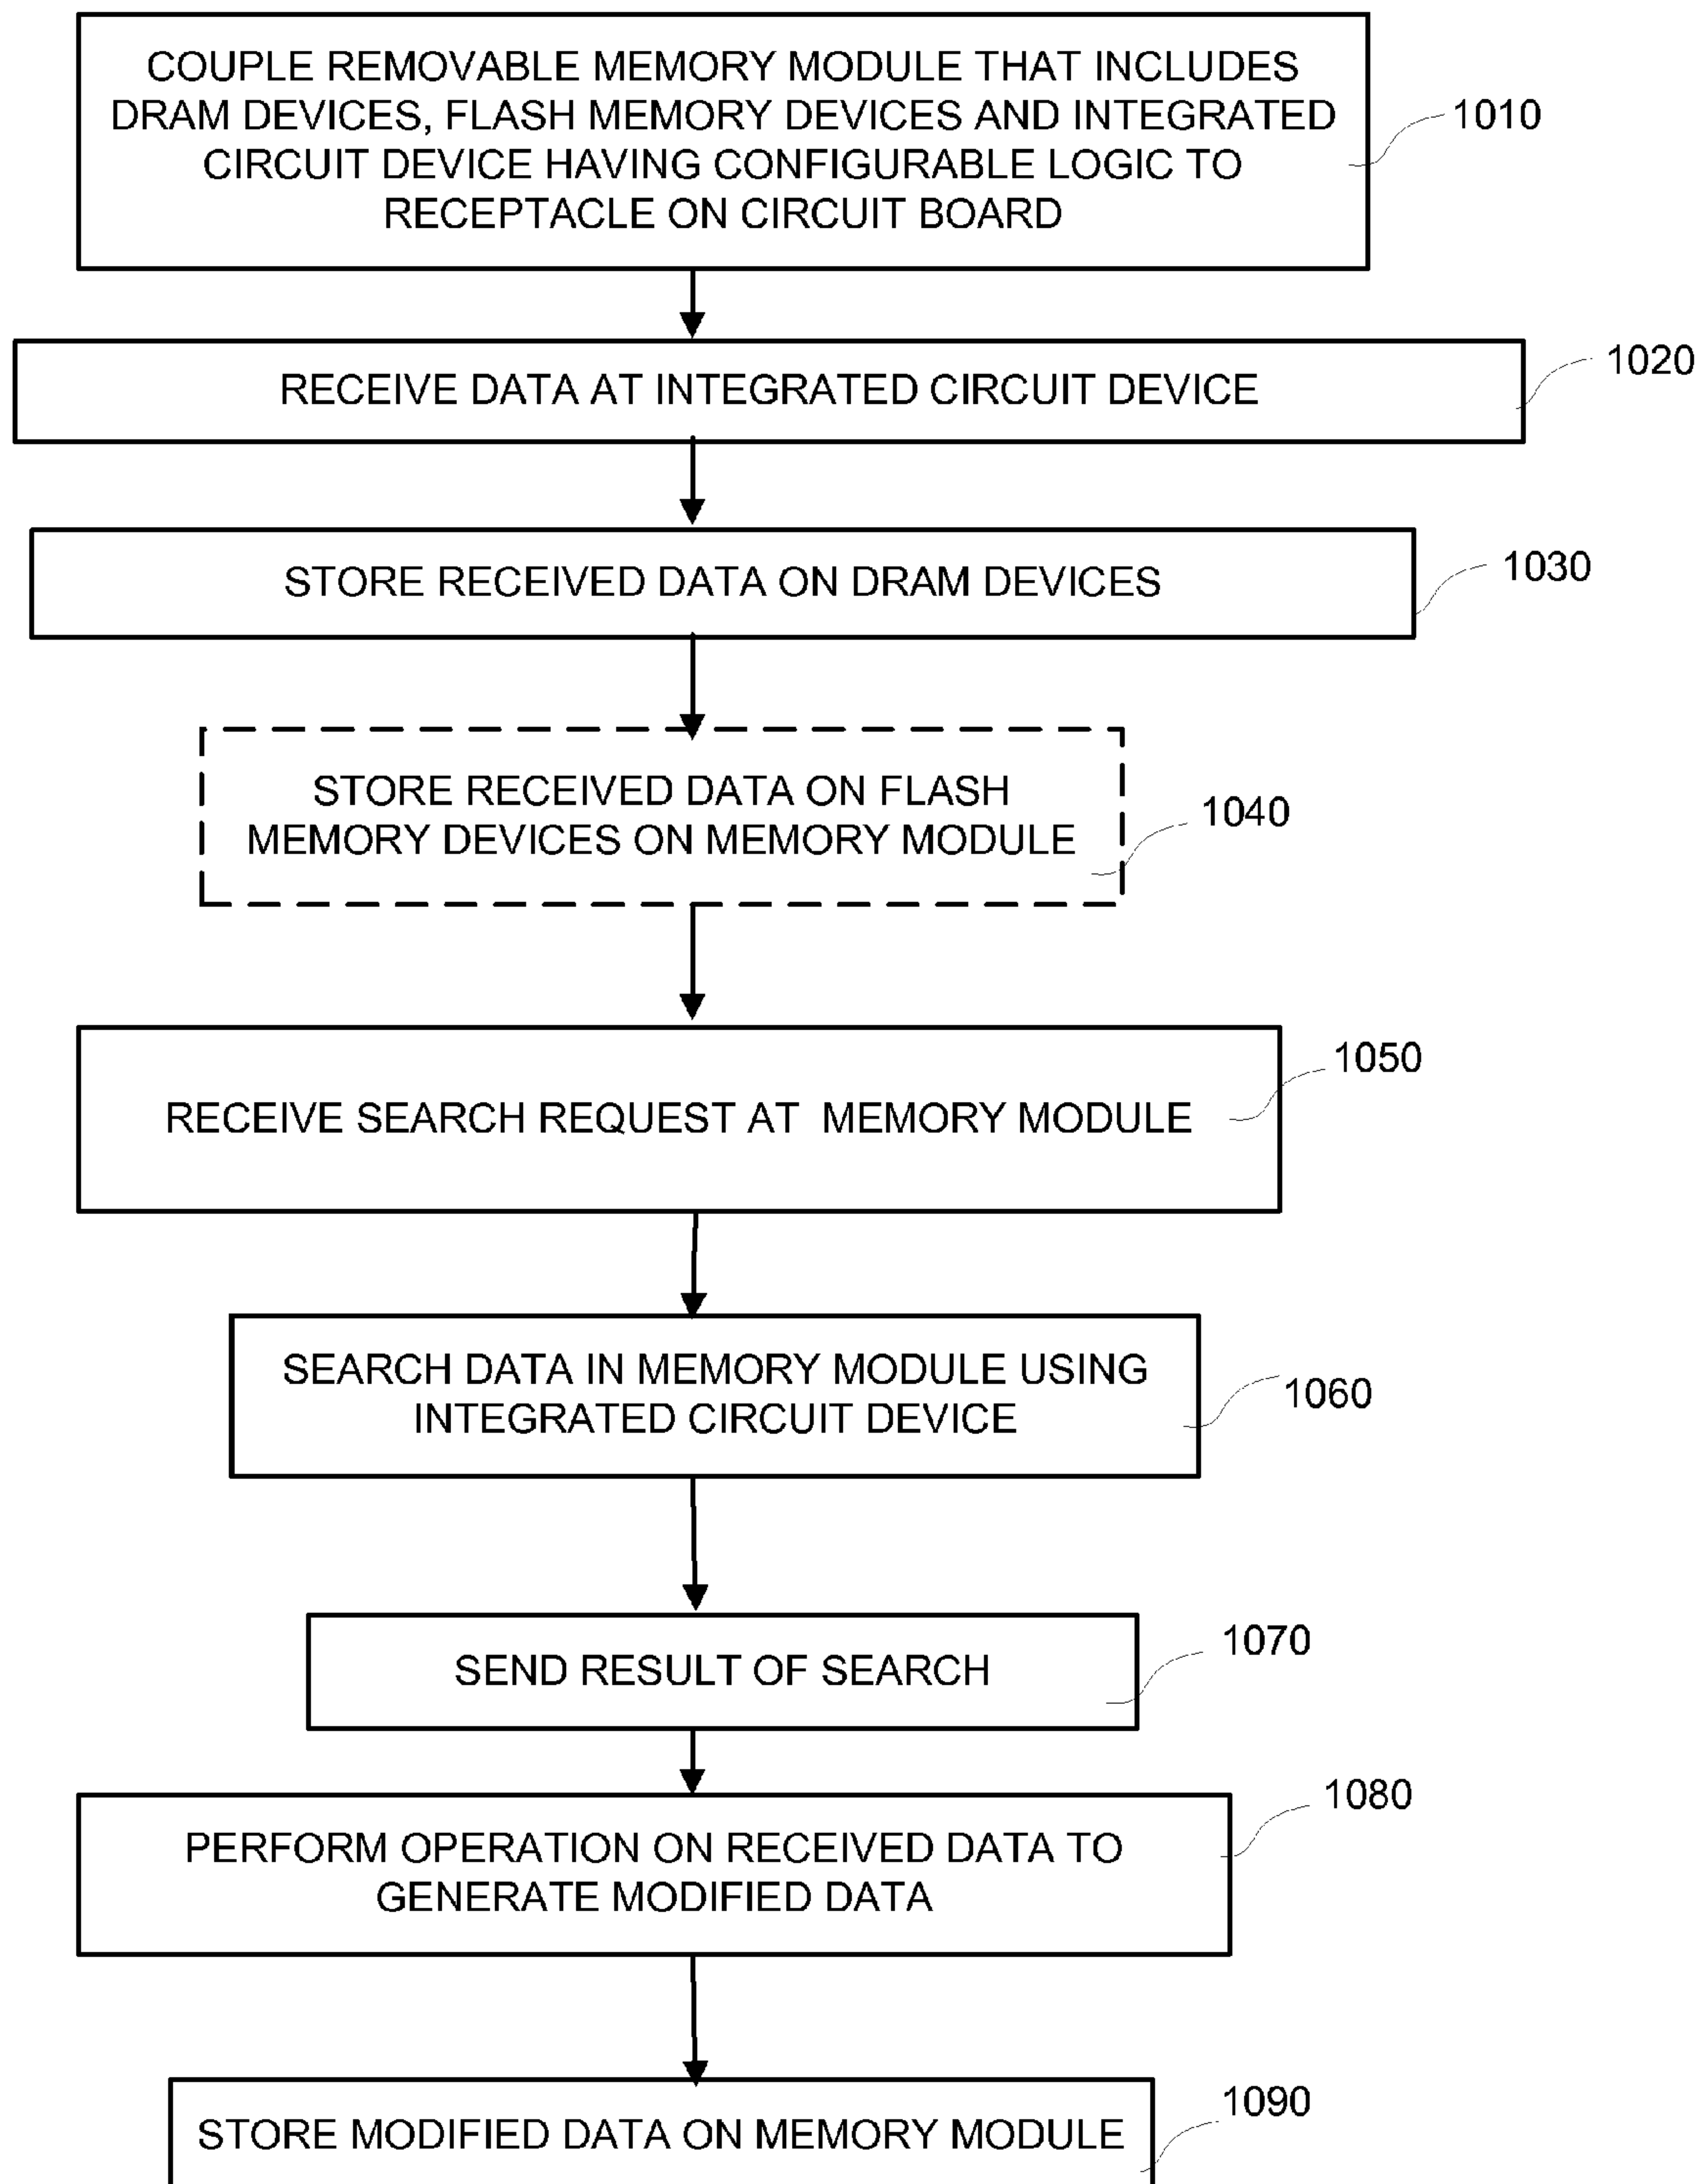 COUPLE REMOVABLE MEMORY MODULE THAT INCLUDES
DRAM DEVICES, FLASH MEMORY DEVICES AND INTEGRATED
CIRCUIT DEVICE HAVING CONFIGURABLE LOGIC TO
RECEPTACLE ON CIRCUIT BOARD
1010
RECEIVE DATA AT INTEGRATED CIRCUIT DEVICE
1020
STORE RECEIVED DATA ON DRAM DEVICES
1030
STORE RECEIVED DATA ON FLASH
MEMORY DEVICES ON MEMORY MODULE
1040
RECEIVE SEARCH REQUEST AT MEMORY MODULE
1050
SEARCH DATA IN MEMORY MODULE USING
INTEGRATED CIRCUIT DEVICE
1060
SEND RESULT OF SEARCH
1070
PERFORM OPERATION ON RECEIVED DATA TO
GENERATE MODIFIED DATA
1080
STORE MODIFIED DATA ON MEMORY MODULE
1090